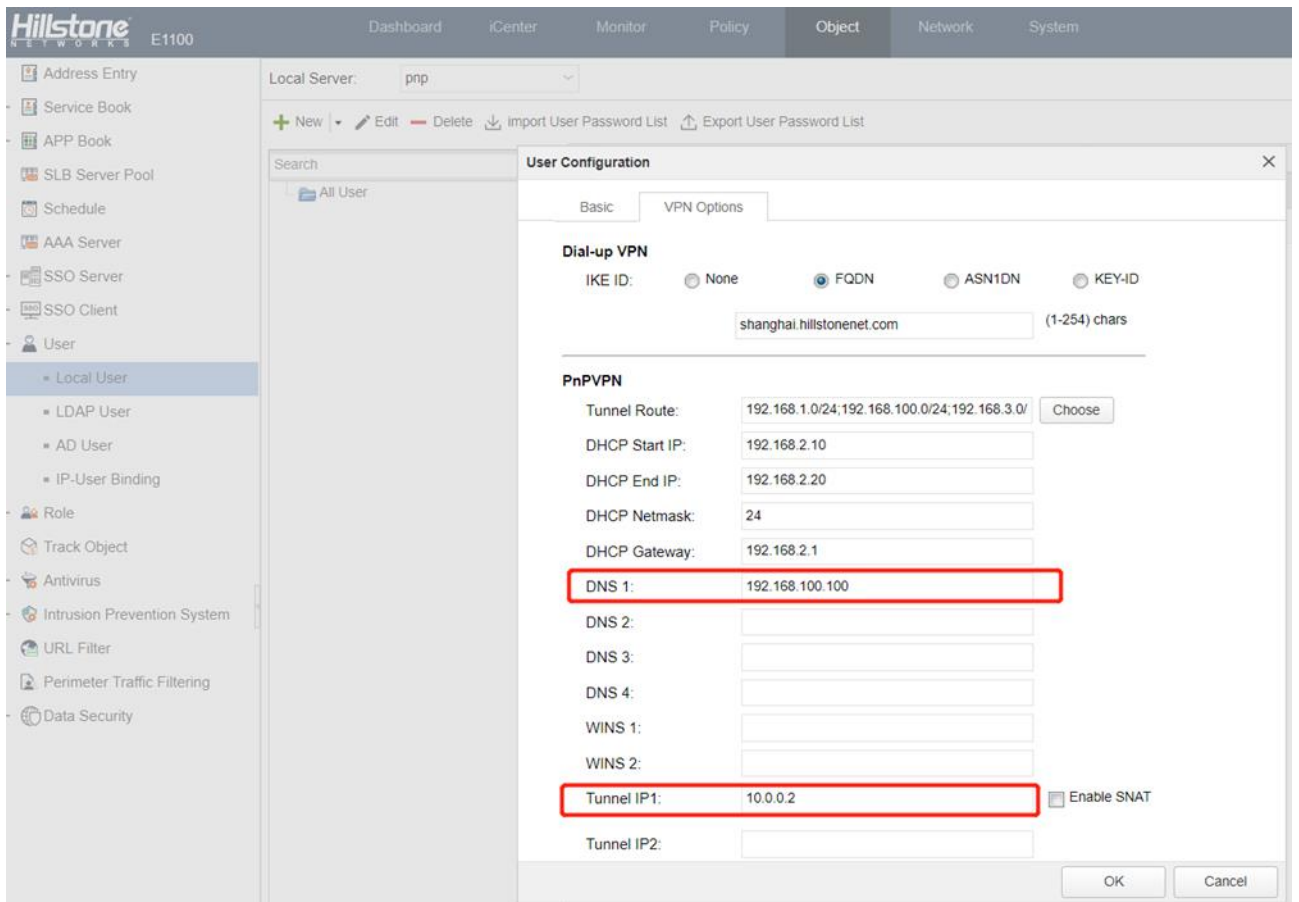 Hillstone
NETWORKS E1100 Dashboard iCenter Monitor Policy Object Network System
Address Entry
Service Book
APP Book
SLB Server Pool
Schedule
AAA Server
SSO Server
SSO Client
User
Local User
LDAP User
AD User
IP-User Binding
Role
Track Object
Antivirus
Intrusion Prevention System
URL Filter
Perimeter Traffic Filtering
Data Security
Local Server: pnp
New Edit Delete Import User Password List Export User Password List
Search
All User
User Configuration
Basic VPN Options
Dial-up VPN
IKE ID: None FQDN ASN1DN KEY-ID
shanghai.hillstonenet.com (1-254) chars
PnPVPN
Tunnel Route: 192.168.1.0/24;192.168.100.0/24;192.168.3.0/ Choose
DHCP Start IP: 192.168.2.10
DHCP End IP: 192.168.2.20
DHCP Netmask: 24
DHCP Gateway: 192.168.2.1
DNS 1: 192.168.100.100
DNS 2:
DNS 3:
DNS 4:
WINS 1:
WINS 2:
Tunnel IP1: 10.0.0.2 Enable SNAT
Tunnel IP2:
OK Cancel